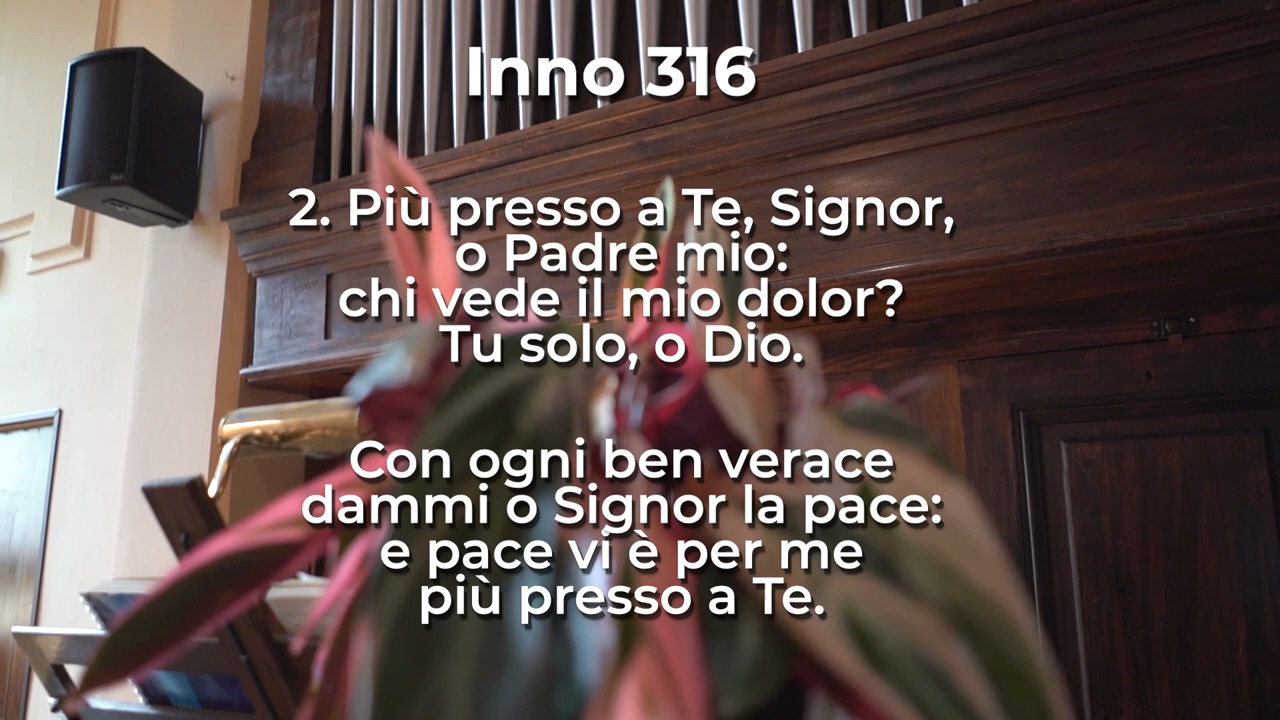 Inno 316
2. Più presso a Te, Signor,
o Padre mio:
chi vede il mio dolor?
Tu solo, o Dio.
Con ogni ben verace
dammi o Signor la pace:
e pace vi è per me
più presso a Te.